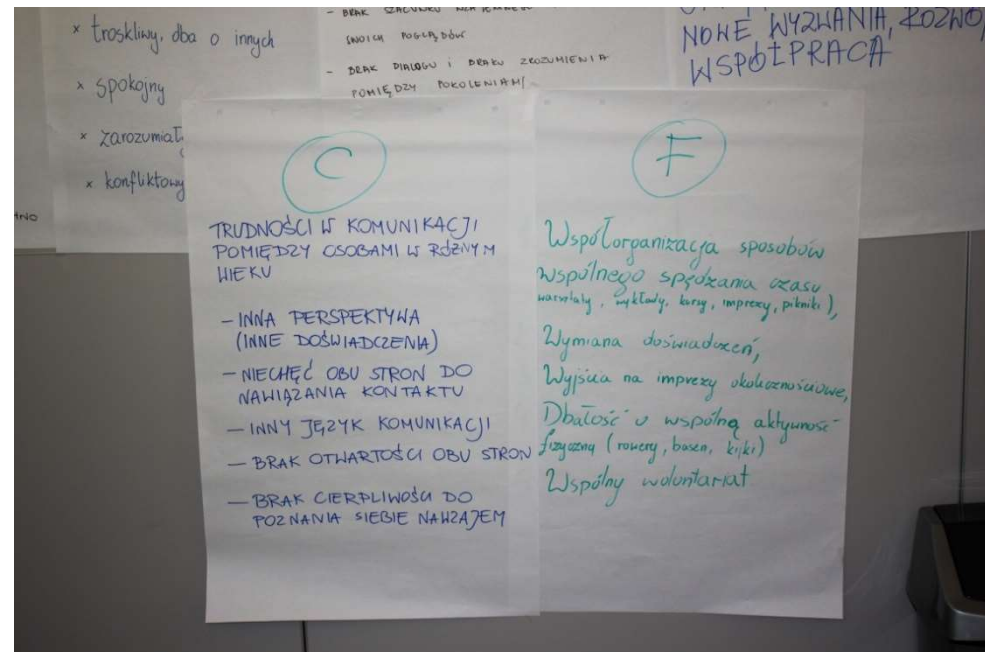 × troskliwy, dba o innych
× spokojny
× zarozumiał
× konfliktowy
- BRAK SZACUNKU
SWOICH POGLĄDÓW
- BRAK DIALOGU I BRAKU ZROZUMIENIA
POMIĘDZY POKOLENIAMI
NOWE WYZWANIA, ROZWO
WSPÓŁPRACA
C
TRUDNOŚCI W KOMUNIKACJI
POMIĘDZY OSOBAMI W RÓŻNYM
WIEKU
- INNA PERSPEKTYWA
(INNE DOŚWIADCZENIA)
- NIECHĘĆ OBU STRON DO
NAWIĄZANIA KONTAKTU
- INNY JĘZYK KOMUNIKACJI
- BRAK OTWARTOŚCI OBU STRON
- BRAK CIERPLIWOŚCI DO
POZNANIA SIEBIE NAWZAJEM
F
Współorganizacja sposobów
wspólnego spędzania czasu
warsztaty, wykłady, kursy, imprezy, pikniki),
Wymiana doświadczeń,
Wyjścia na imprezy okolicznościowe,
Dbałość o wspólną aktywność
fizyczną (rowery, basen, kijki)
Wspólny wolontariat